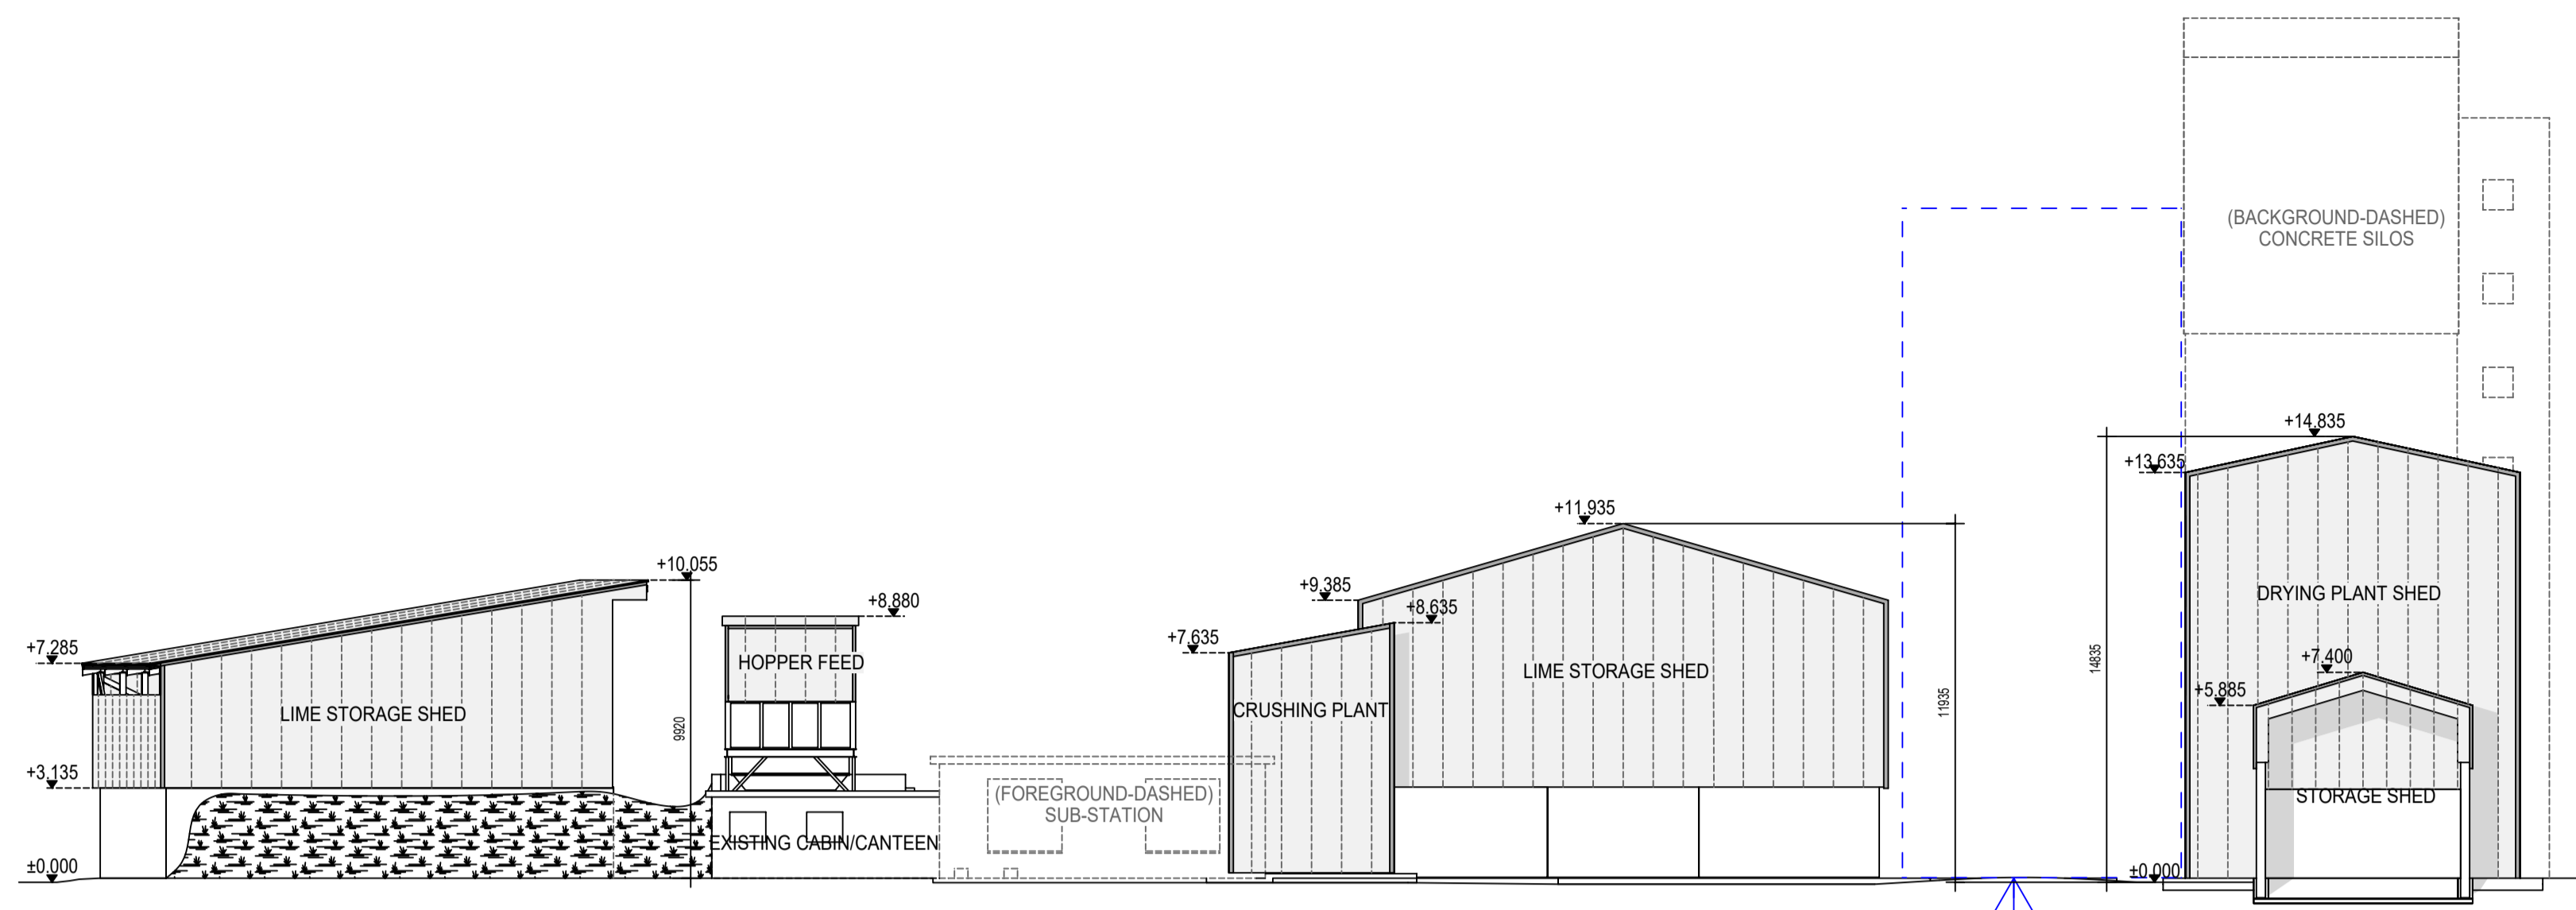 (BACKGROUND-DASHED)
CONCRETE SILOS
+14.835
+13.635
+11.935
+10.055
+9.385
+8.880
+8.635
DRYING PLANT SHED
+7.635
+7.285
HOPPER FEED
14835
+7.400
LIME STORAGE SHED
+5.885
11935
CRUSHING PLANT
LIME STORAGE SHED
9920
+3.135
(FOREGROUND-DASHED)
SUB-STATION
STORAGE SHED
EXISTING CABIN/CANTEEN
±0.000
±0.000